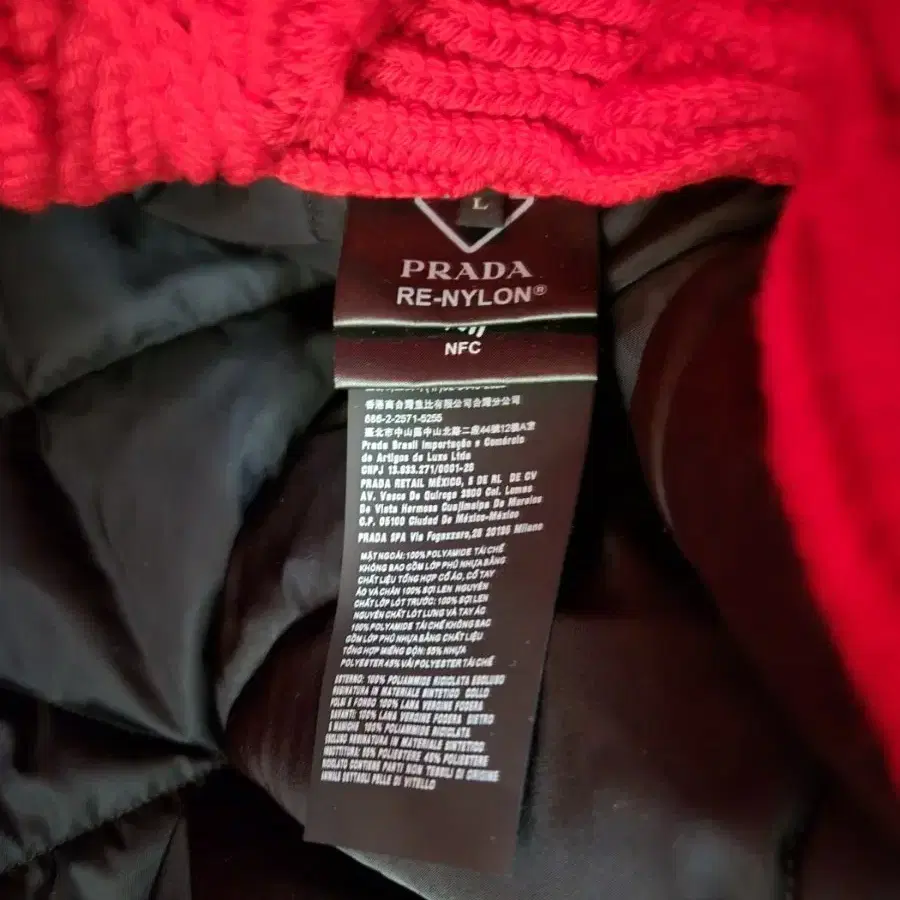 L
PRADA
RE-NYLON®
NFC
香港商台灣魚比有限公司台灣分公司
886-2-2571-5255
臺北市中山區中山北路二段44號12樓A室
Prada Brasil Importação e Comércio
de Artigos de Luxo Ltda
CNPJ 13.633.271/0001-26
PRADA RETAIL MÉXICO, S DE RL DE CV
AV. Vasco De Quiroga 3800 Col. Lomas
De Vista Hermosa Cuajimalpa De Morelos
C.P. 05100 Ciudad De México-México
PRADA SPA Via Fogazzaro,28 20135 Milano
MẶT NGOÀI: 100% POLYAMIDE TÁI CHẾ
KHÔNG BAO GỒM LỚP PHỦ NHỰA BẰNG
CHẤT LIỆU TỔNG HỢP CỔ ÁO, CỔ TAY
ÁO VÀ CHÂN 100% SỢI LEN NGUYÊN
CHẤT LỚP LÓT TRƯỚC: 100% SỢI LEN
NGUYÊN CHẤT LÓT LƯNG VÀ TAY ÁO
100% POLYAMIDE TÁI CHẾ KHÔNG BAO
GỒM LỚP PHỦ NHỰA BẰNG CHẤT LIỆU
TỔNG HỢP MIẾNG ĐỘN: 55% NHỰA
POLYESTER 45% VẢI POLYESTER TÁI CHẾ
ESTERNO: 100% POLIAMMIDE RICICLATA ESCLUSO
RESINATURA IN MATERIALE SINTETICO COLLO
POLSI E FONDO 100% LANA VERGINE FODERA
DAVANTI: 100% LANA VERGINE FODERA DIETRO
E MANICHE 100% POLIAMMIDE RICICLATA
ESCLUSO RESINATURA IN MATERIALE SINTETICO
IMBOTTITURA: 55% POLIESTERE 45% POLIESTERE
RICICLATO CONTIENE PARTI NON TESSILI DI ORIGINE
ANIMALE DETTAGLI PELLE DI VITELLO